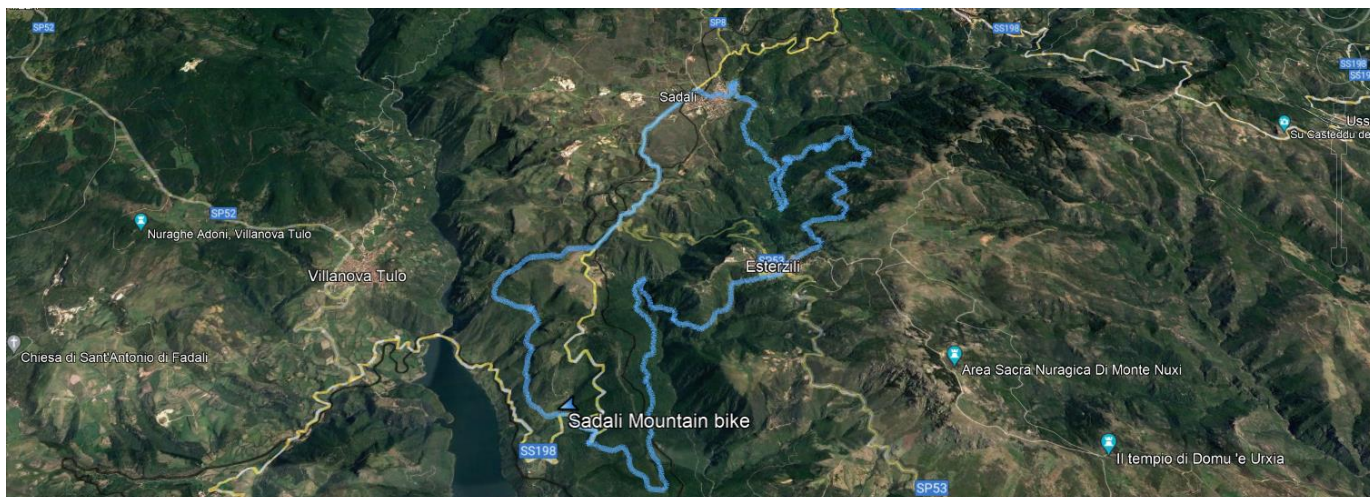 SP52
SP8
SS198
SS198
Sadali
Uss
Su Casteddu de
SP52
Nuraghe Adoni, Villanova Tulo
Villanova Tulo
SP53
Esterzili
Chiesa di Sant'Antonio di Fadali
Area Sacra Nuragica Di Monte Nuxi
Sadali Mountain bike
SS198
Il tempio di Domu 'e Urxia
SP53